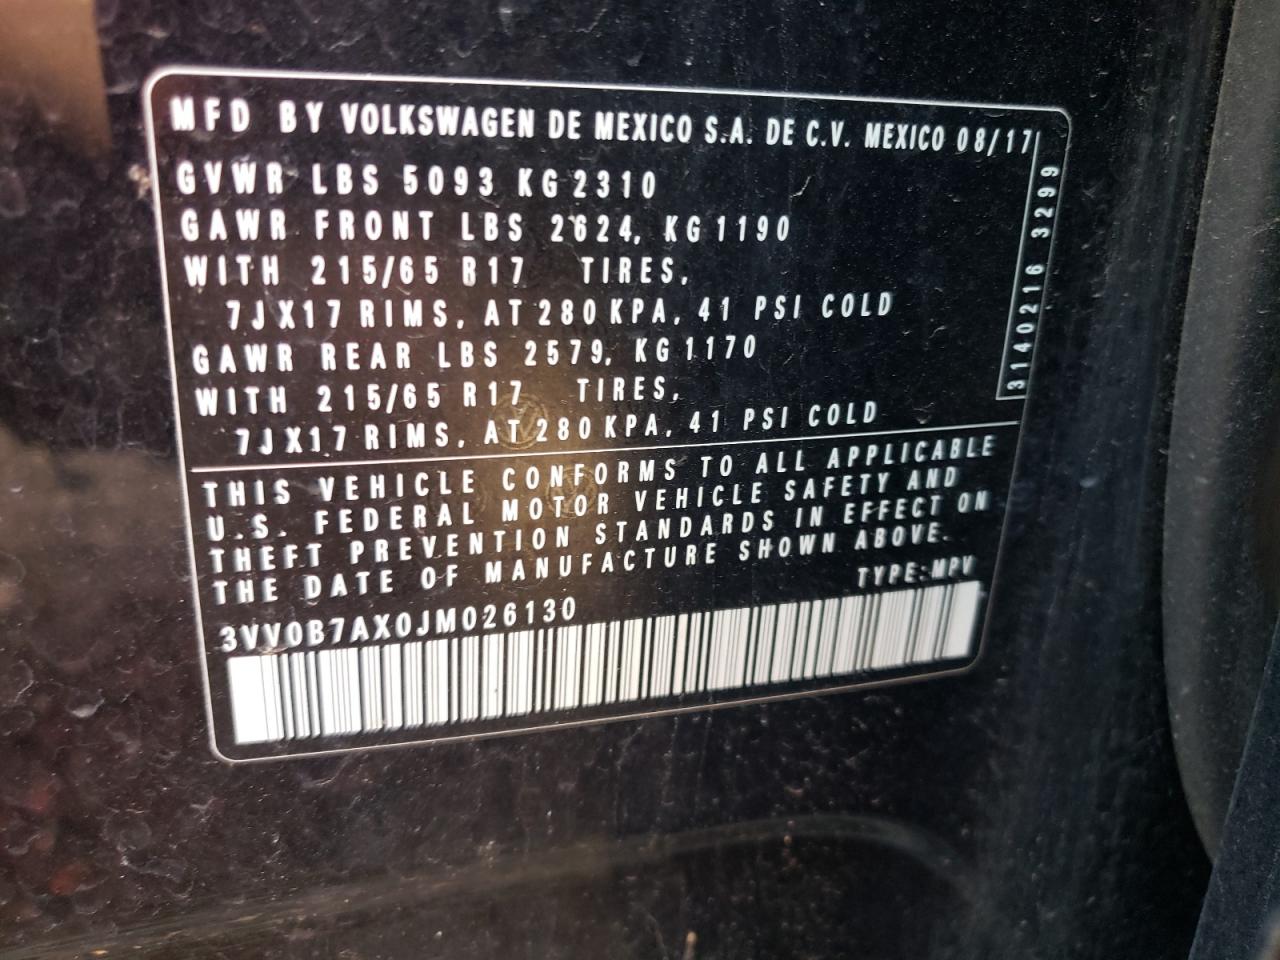 MFD BY VOLKSWAGEN DE MEXICO S.A. DE C.V. MEXICO 08/17
GVWR LBS 5093 KG 2310
GAWR FRONT LBS 2624, KG 1190
WITH 215/65 R17 TIRES,
7JX17 RIMS, AT 280 KPA, 41 PSI COLD
GAWR REAR LBS 2579, KG 1170
WITH 215/65 R17 TIRES,
7JX17 RIMS, AT 280 KPA, 41 PSI COLD
3140216 3299
THIS VEHICLE CONFORMS TO ALL APPLICABLE
U.S. FEDERAL MOTOR VEHICLE SAFETY AND
THEFT PREVENTION STANDARDS IN EFFECT ON
THE DATE OF MANUFACTURE SHOWN ABOVE.
TYPE:MPV
3VV0B7AX0JM026130